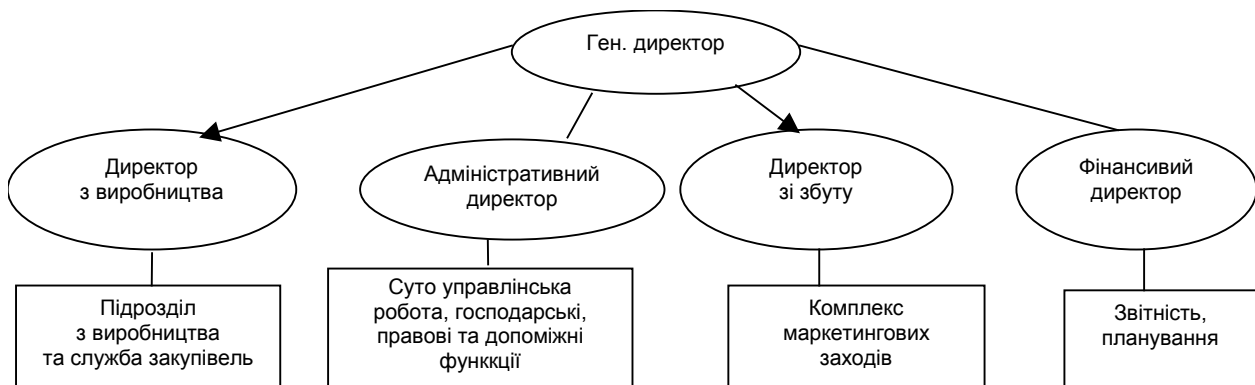 Ген. директор
Директор
з виробництва
Адміністративний
директор
Директор
зі збуту
Фінансивий
директор
Підрозділ
з виробництва
та служба закупівель
Суто управлінська
робота, господарські,
правові та допоміжні
функкції
Комплекс
маркетингових
заходів
Звітність,
планування